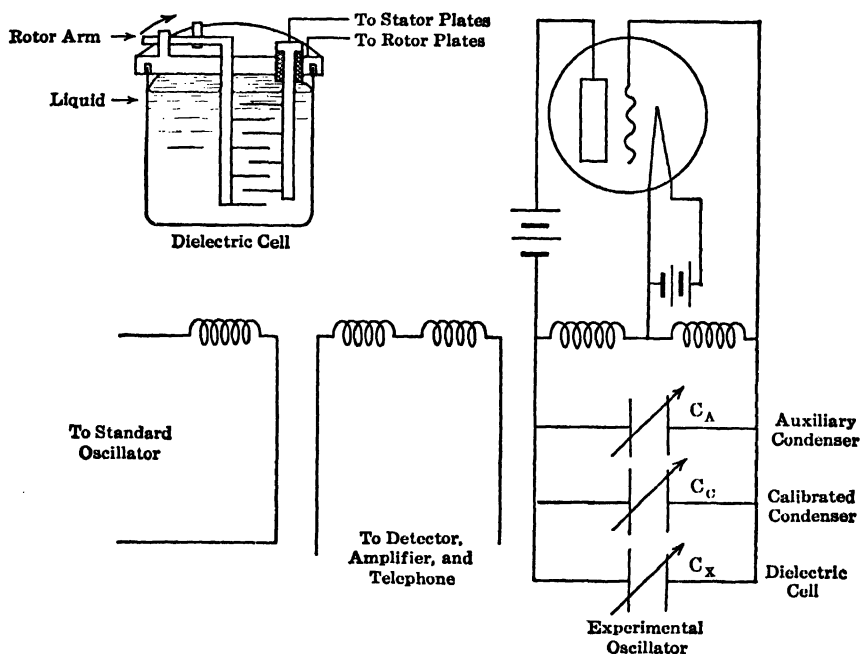 Rotor Arm
To Stator Plates
To Rotor Plates
Liquid
Dielectric Cell
To Standard
Oscillator
To Detector,
Amplifier, and
Telephone
C_A
Auxiliary
Condenser
C_C
Calibrated
Condenser
C_X
Dielectric
Cell
Experimental
Oscillator